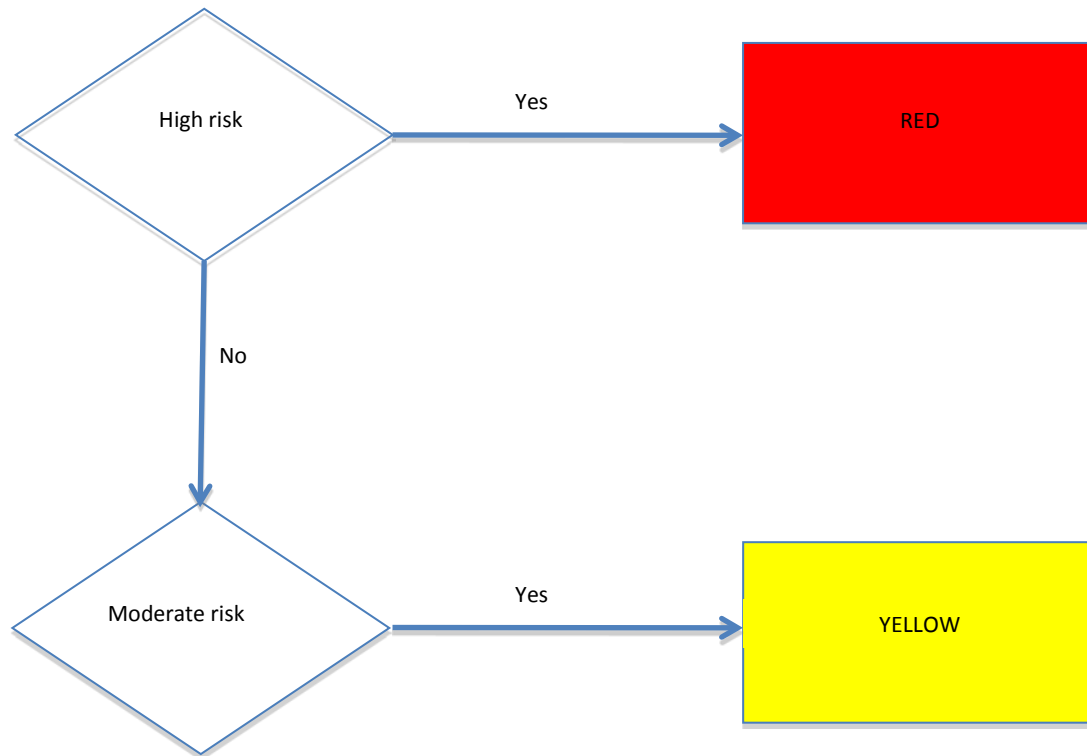 High risk
Yes
RED
No
Moderate risk
Yes
YELLOW